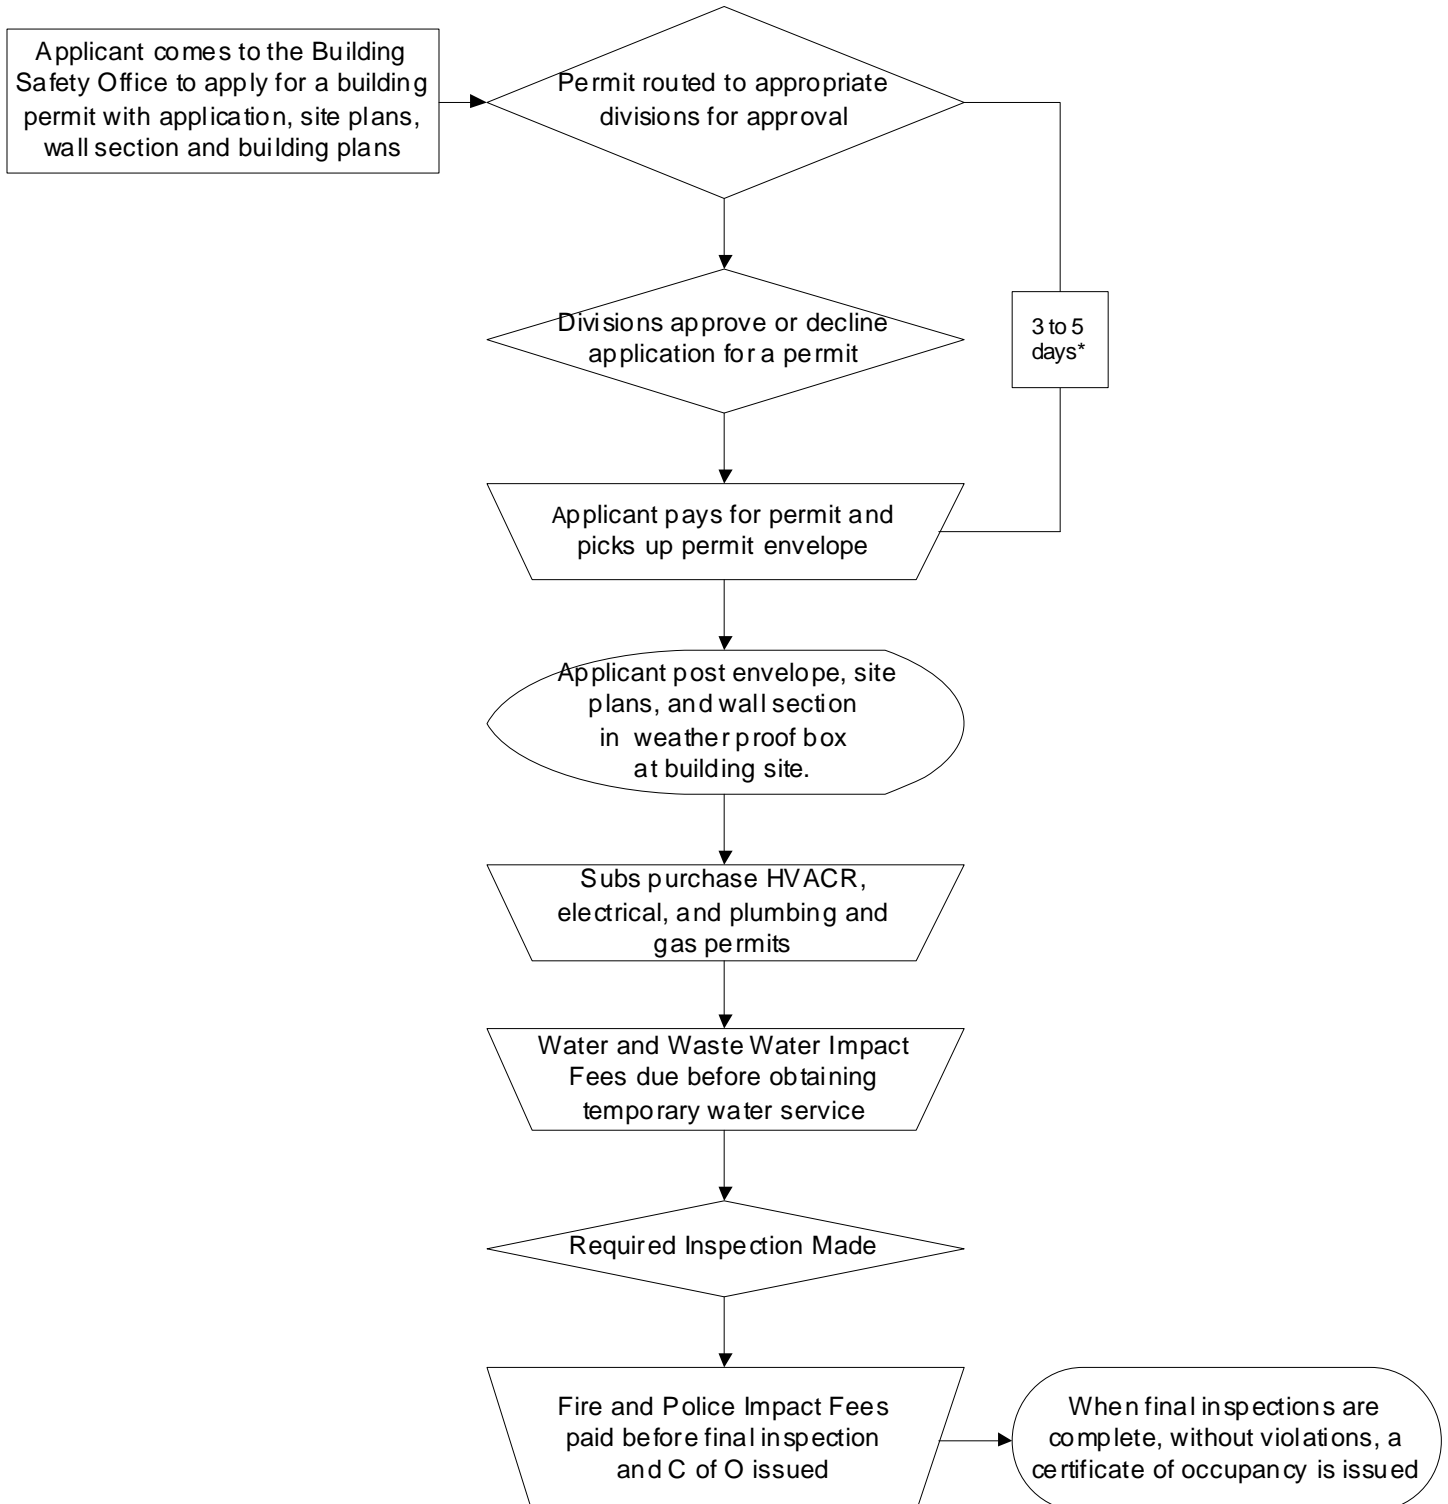 Applicant comes to the Building
Safety Office to apply for a building
permit with application, site plans,
wall section and building plans
Permit routed to appropriate
divisions for approval
Divisions approve or decline
application for a permit
3 to 5
days*
Applicant pays for permit and
picks up permit envelope
Applicant post envelope, site
plans, and wall section
in weather proof box
at building site.
Subs purchase HVACR,
electrical, and plumbing and
gas permits
Water and Waste Water Impact
Fees due before obtaining
temporary water service
Required Inspection Made
Fire and Police Impact Fees
paid before final inspection
and C of O issued
When final inspections are
complete, without violations, a
certificate of occupancy is issued